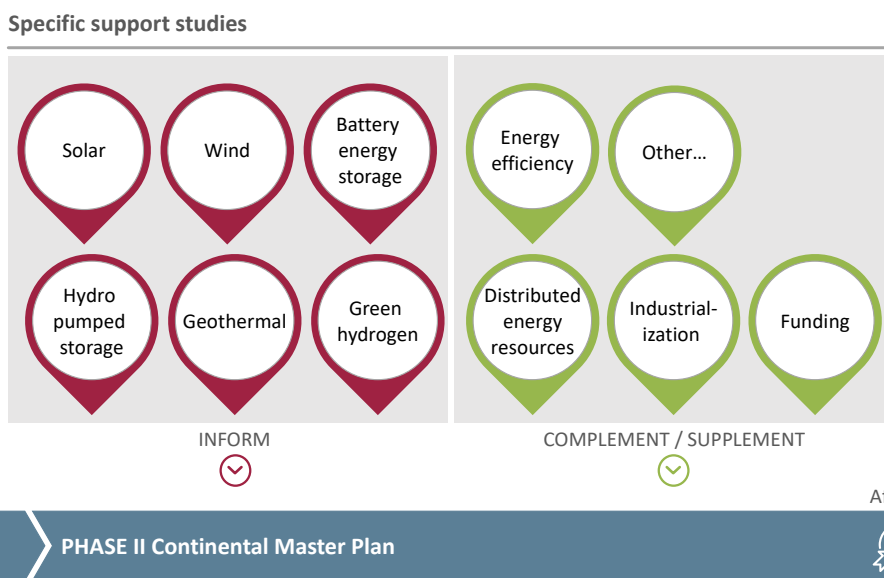 Specific support studies
Solar
Wind
Battery
energy
storage
Energy
efficiency
Other...
Hydro
pumped
storage
Geothermal
Green
hydrogen
Distributed
energy
resources
Industrial-
ization
Funding
INFORM
COMPLEMENT / SUPPLEMENT
PHASE II Continental Master Plan